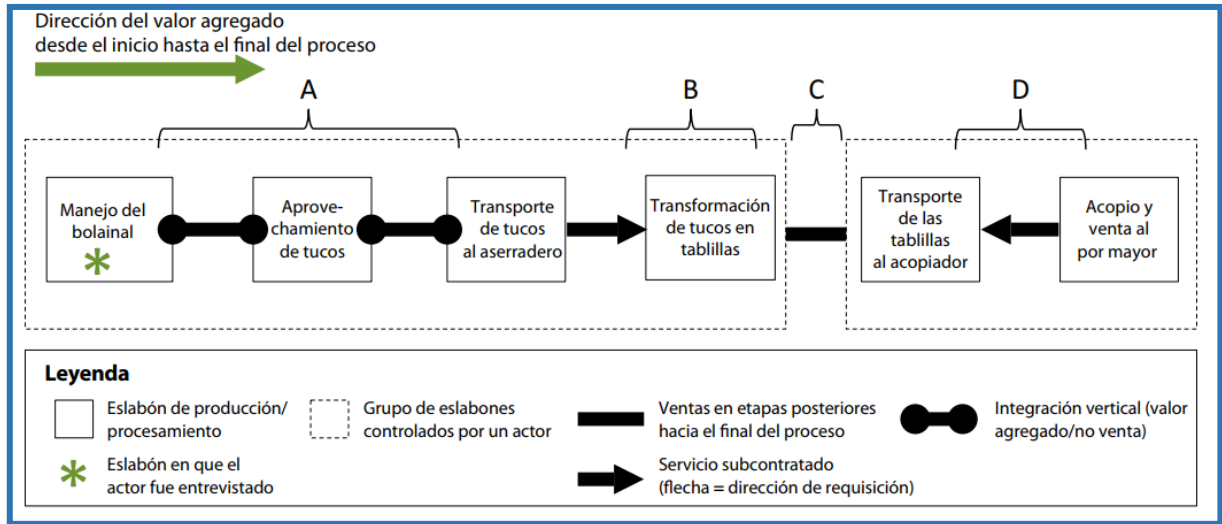 Dirección del valor agregado
desde el inicio hasta el final del proceso
A
B
C
D
Manejo del
bolainal
Aprove-
chamiento
de tucos
Transporte
de tucos
al aserradero
Transformación
de tucos en
tablillas
Transporte
de las
tablillas
al acopiador
Acopio y
venta al
por mayor
Leyenda
Eslabón de producción/
procesamiento
Grupo de eslabones
controlados por un actor
Ventas en etapas posteriores
hacia el final del proceso
Integración vertical (valor
agregado/no venta)
Eslabón en que el
actor fue entrevistado
Servicio subcontratado
(flecha = dirección de requisición)